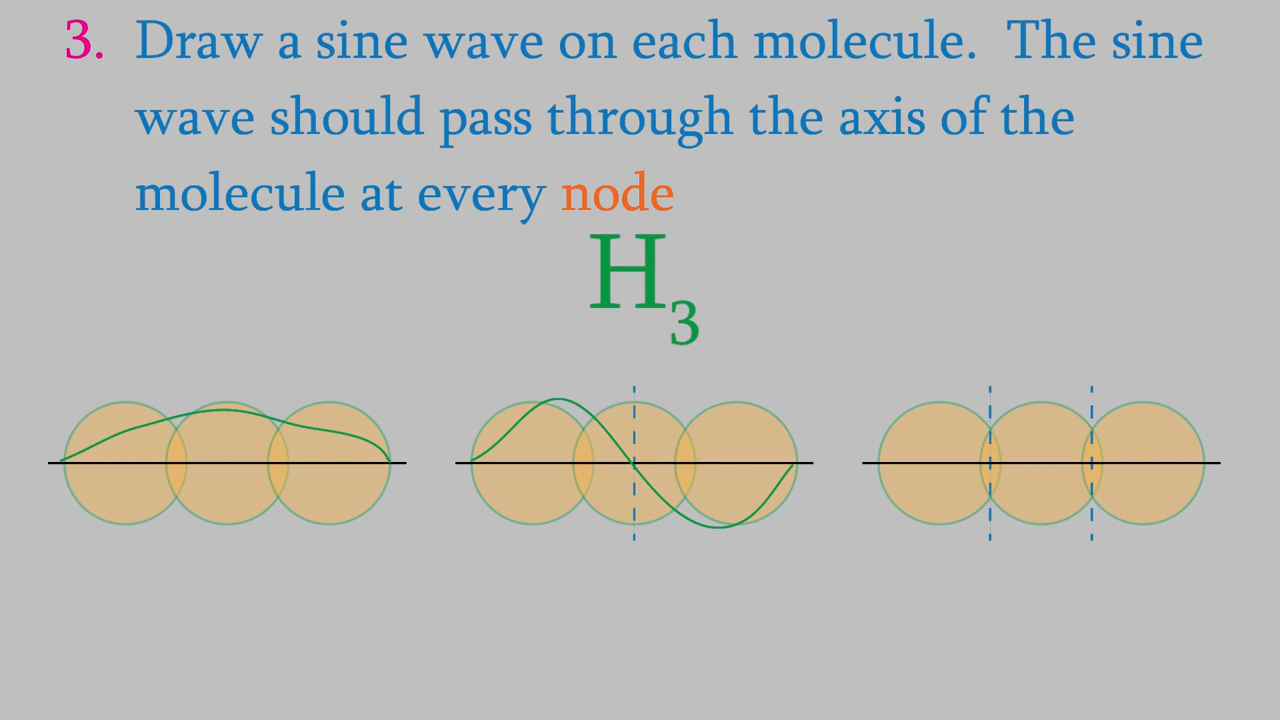 3. Draw a sine wave on each molecule. The sine
wave should pass through the axis of the
molecule at every node
H₃